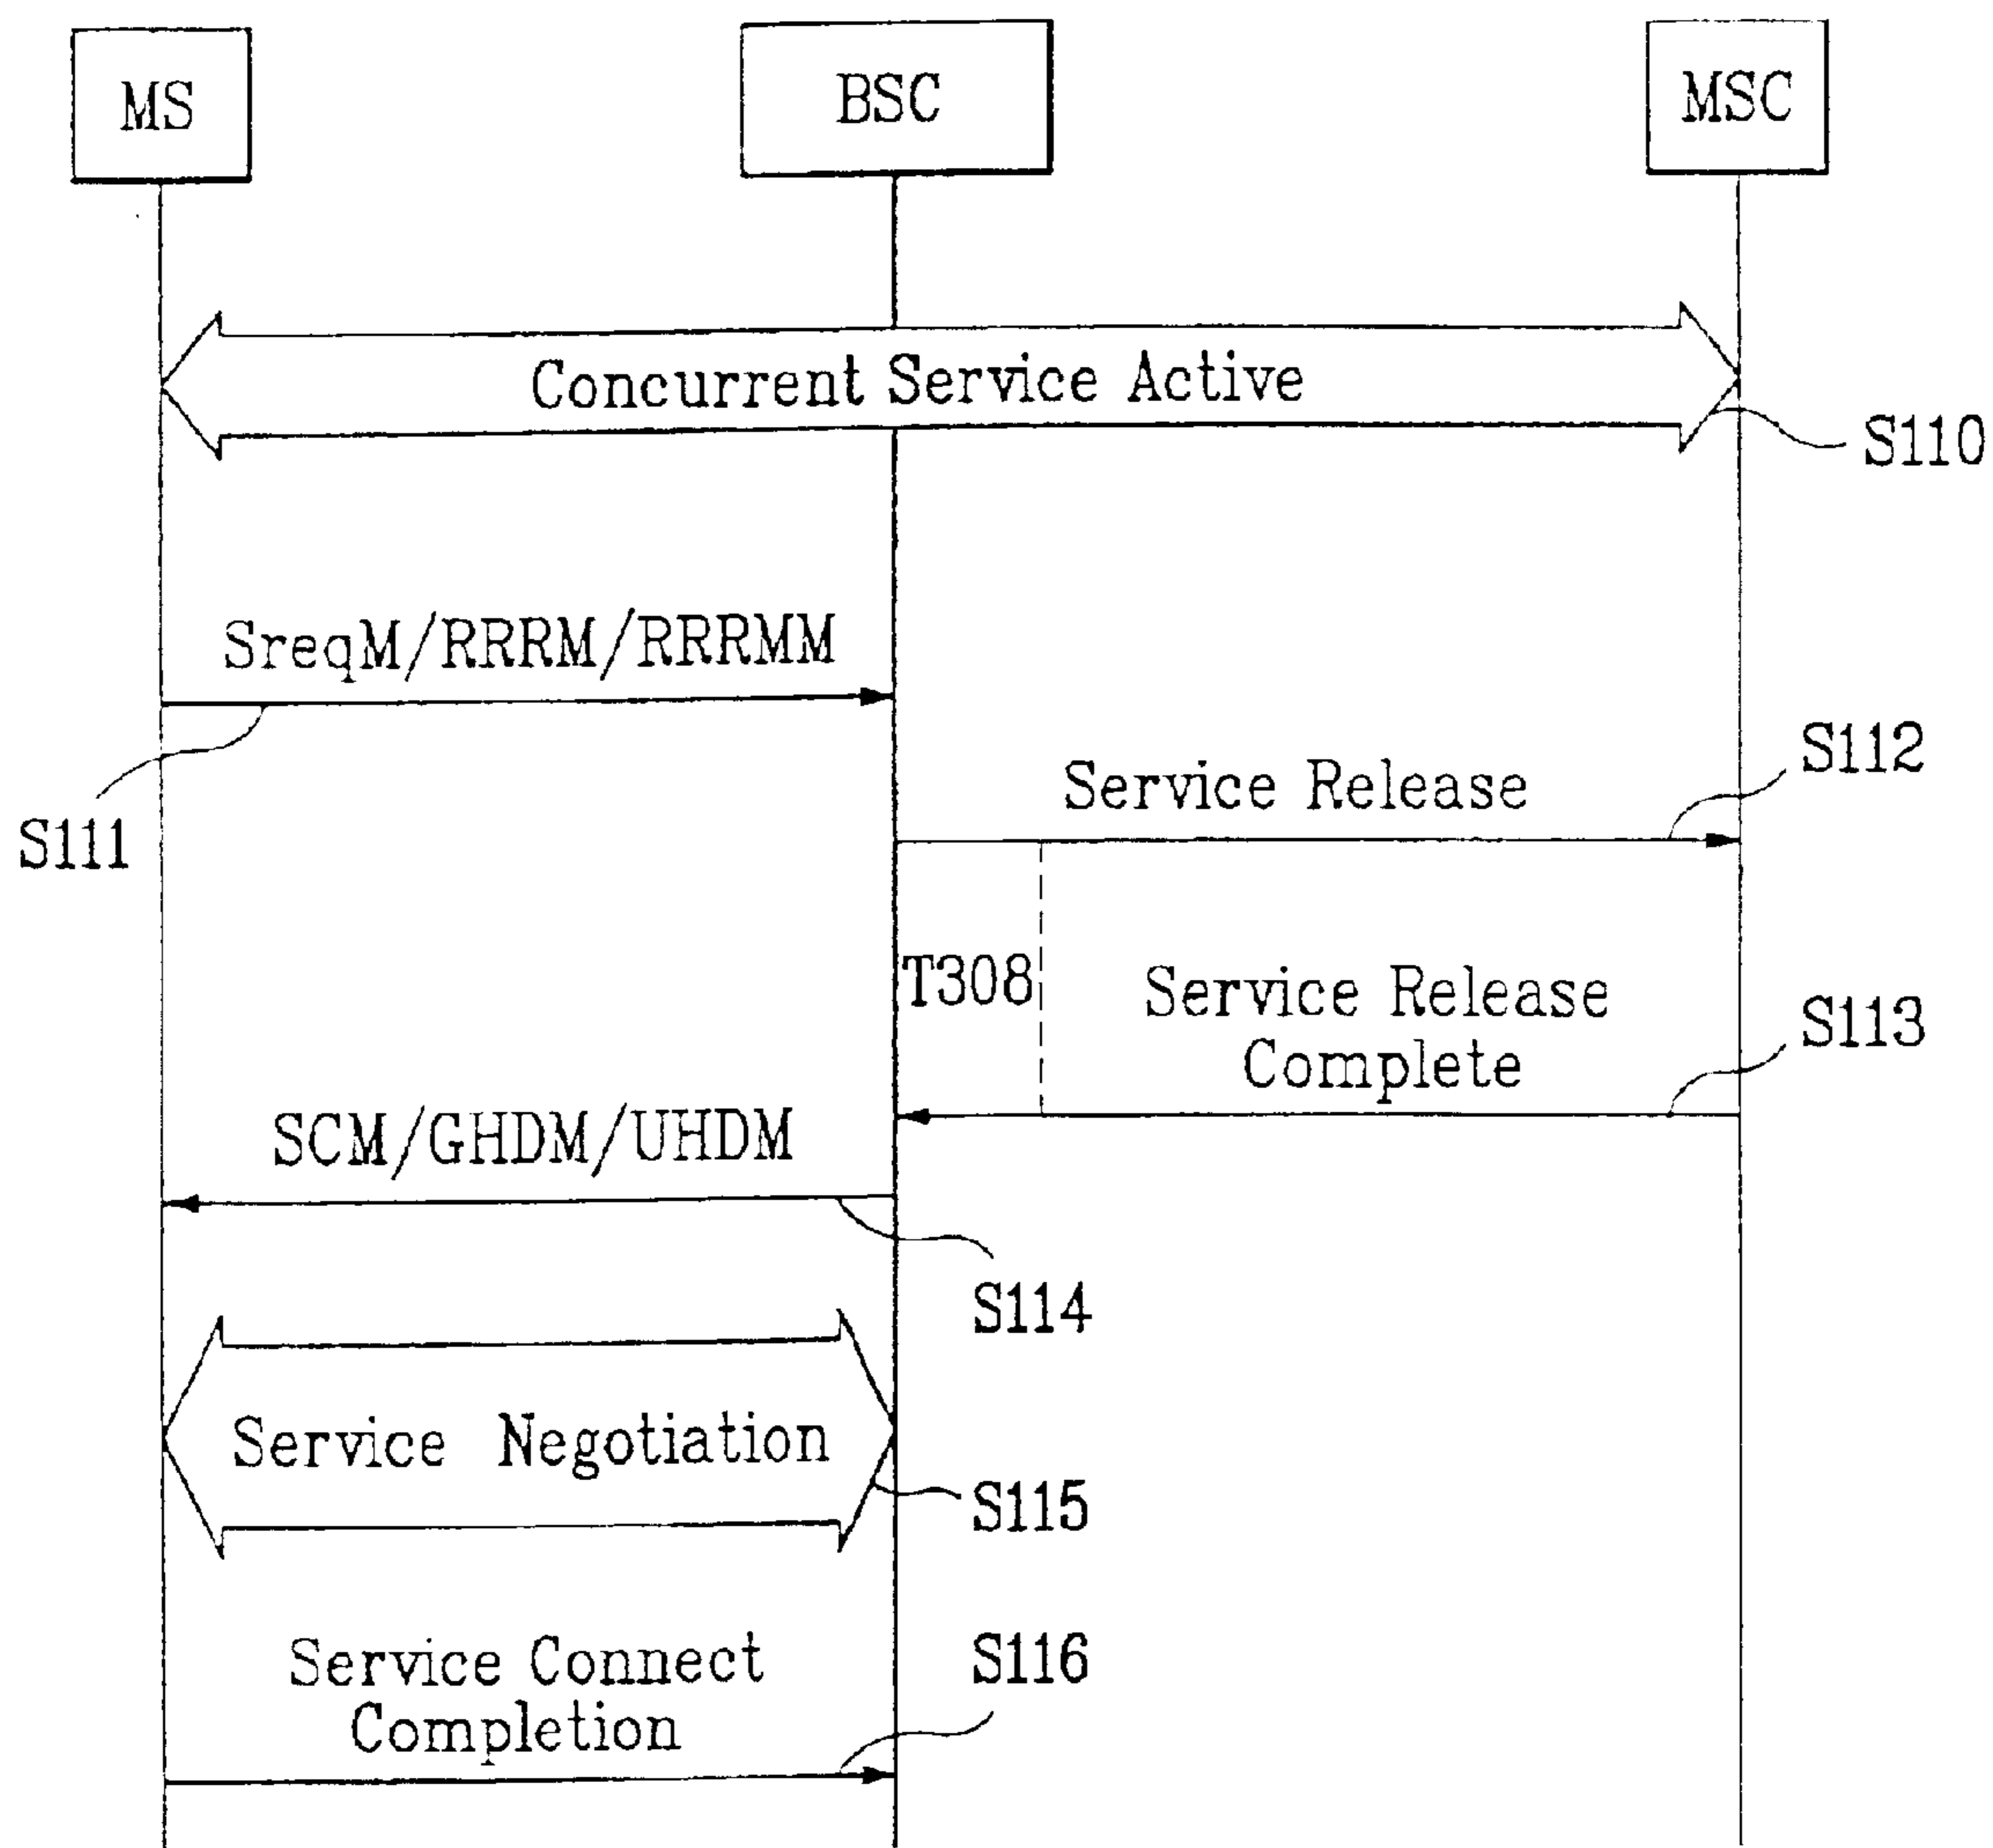 MS
BSC
MSC
Concurrent Service Active
S110
SreqM/RRRM/RRRMM
S111
Service Release
S112
T308
Service Release
Complete
S113
SCM/GHDM/UHDM
S114
Service Negotiation
S115
Service Connect
Completion
S116